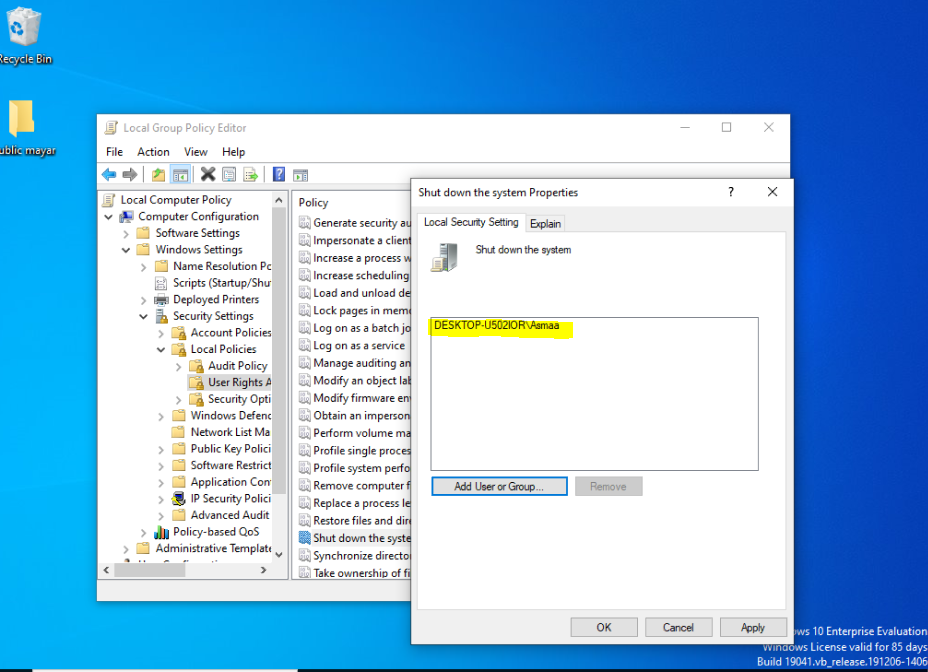 Recycle Bin
ublic mayar
Local Group Policy Editor
File Action View Help
Local Computer Policy
Computer Configuration
Software Settings
Windows Settings
Name Resolution Po
Scripts (Startup/Shu
Deployed Printers
Security Settings
Account Policies
Local Policies
Audit Policy
User Rights A
Security Opti
Windows Defenc
Network List Ma
Public Key Polici
Software Restrict
Application Con
IP Security Polici
Advanced Audit
Policy-based QoS
Administrative Template
Policy
Generate security au
Impersonate a client
Increase a process w
Increase scheduling
Load and unload de
Lock pages in memo
Log on as a batch jo
Log on as a service
Manage auditing an
Modify an object lab
Modify firmware en
Obtain an imperson
Perform volume ma
Profile single proces
Profile system perfo
Remove computer f
Replace a process le
Restore files and dire
Shut down the syste
Synchronize director
Take ownership of fi
Shut down the system Properties
? 
Local Security Setting Explain
Shut down the system
DESKTOP-U502IOR\Asmaa
Add User or Group... Remove
OK Cancel Apply
ows 10 Enterprise Evaluation
Windows License valid for 85 days
Build 19041.vb_release.191206-1406